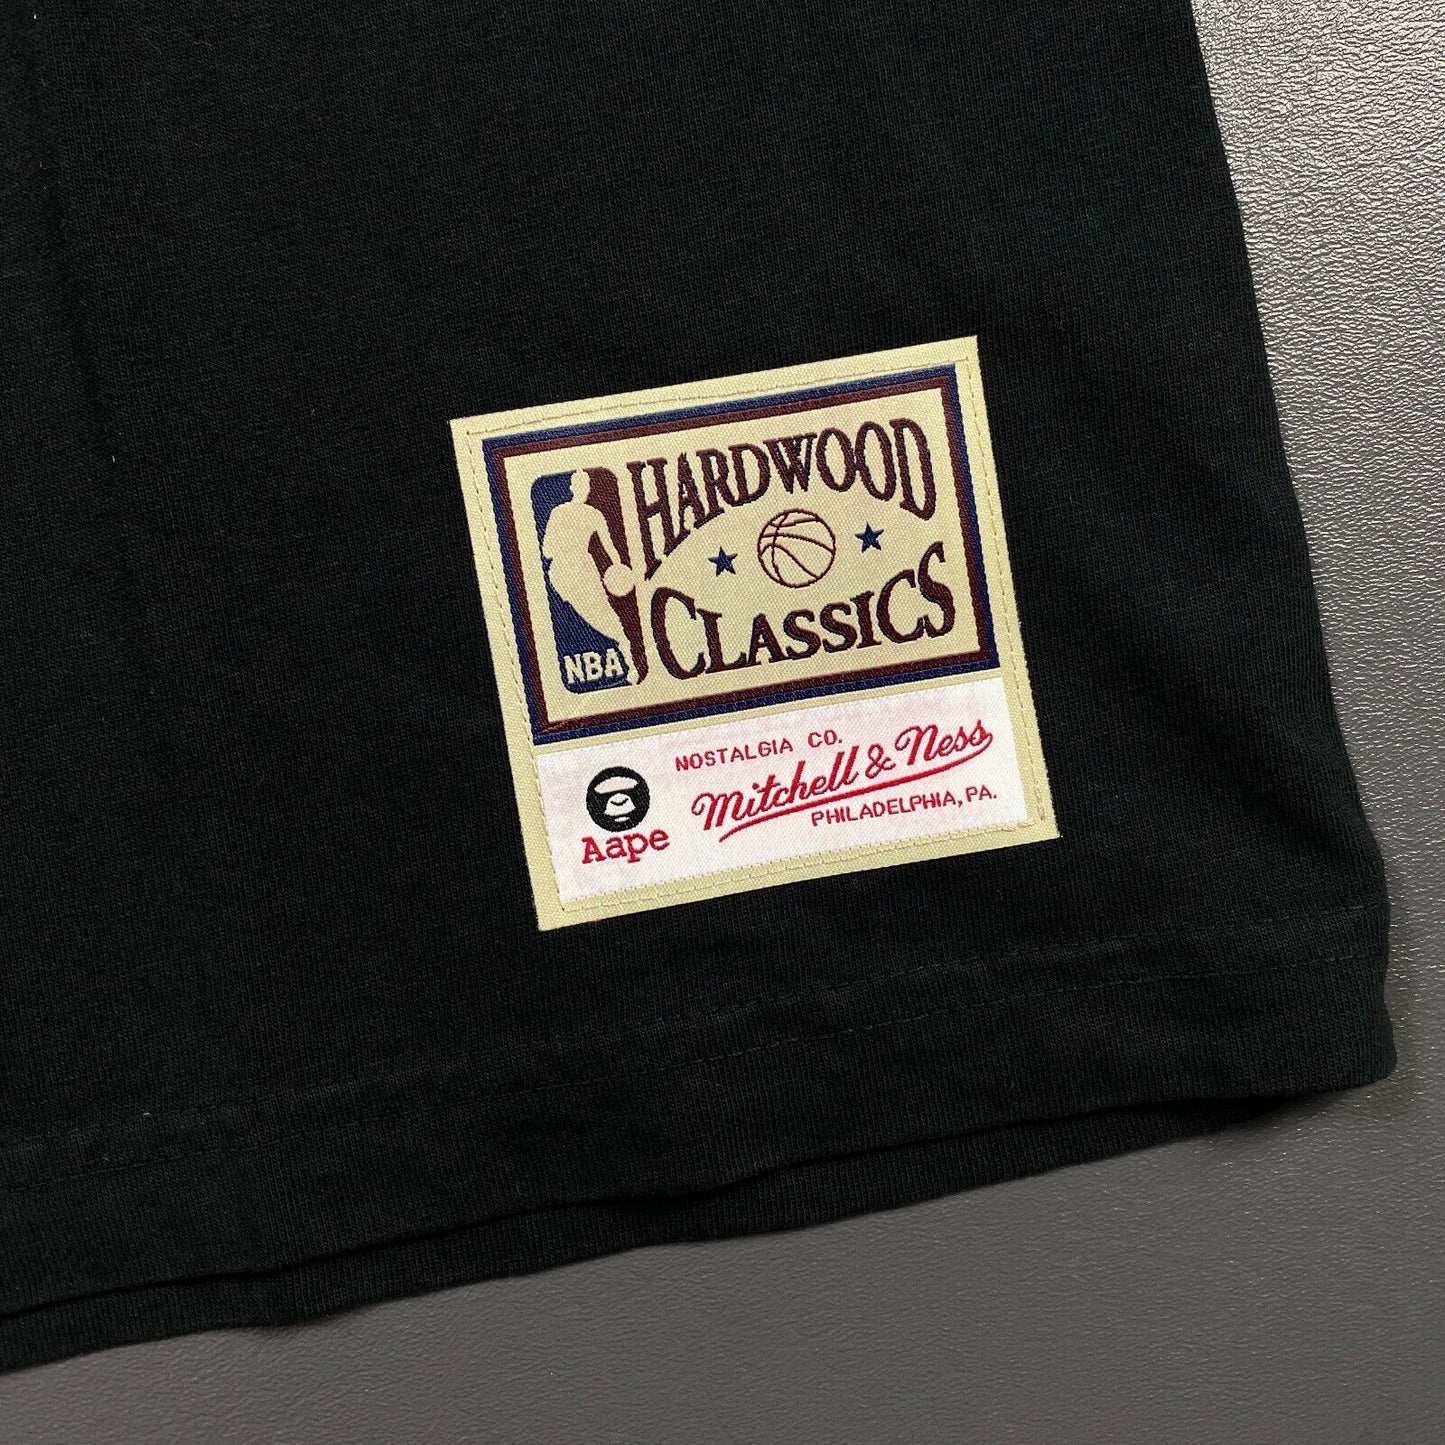 HARDWOOD
CLASSICS
NBA
NOSTALGIA CO.
Mitchell & Ness
PHILADELPHIA, PA.
Aape